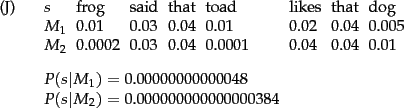 (J) s frog said that toad likes that dog
M1 0.01 0.03 0.04 0.01 0.02 0.04 0.005
M2 0.0002 0.03 0.04 0.0001 0.04 0.04 0.01
P(s|M1) = 0.00000000000048
P(s|M2) = 0.000000000000000384